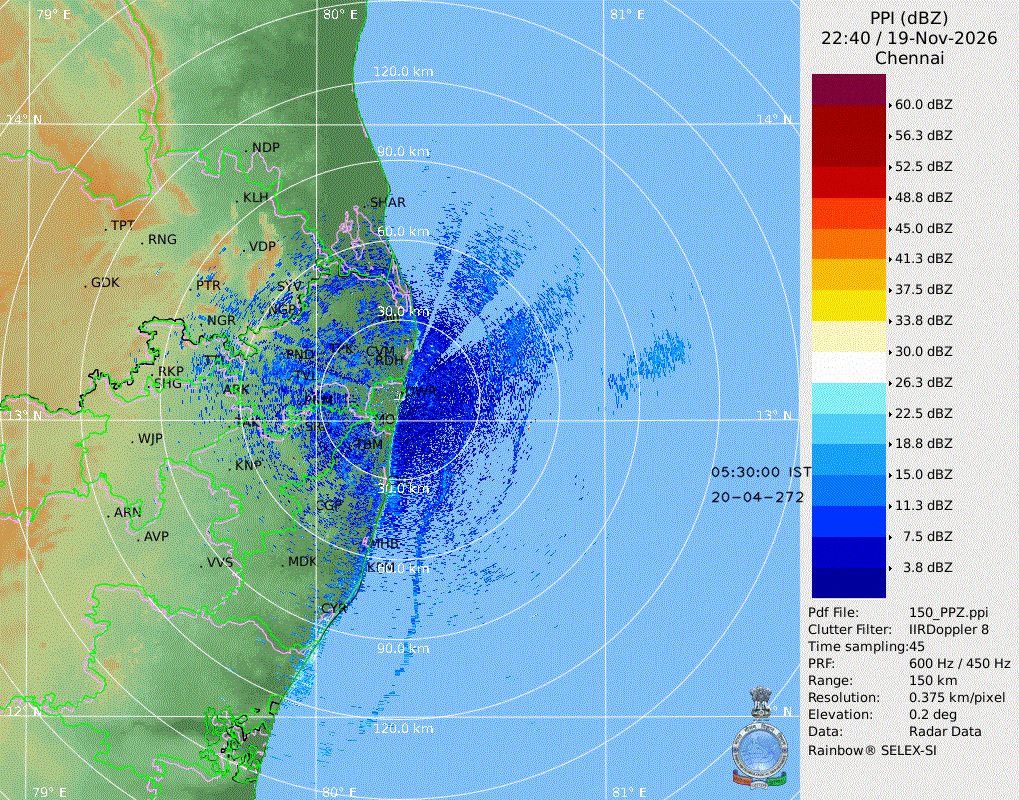 79° E
80° E
81° E
120.0 km
14° N
14° N
90.0 km
NDP
KLH
SHAR
TPT
RNG
60.0 km
VDP
GDK
PTR
SYV
NGP
30.0 km
NGR
PND
CVM
RDH
RKP
SHG
TVL
ARK
DWR
13° N
13° N
MO
WJP
TBM
KNP
30.0 km
CGP
ARN
AVP
MHB
VVS
MDK
60.0 km
CYR
90.0 km
12° N
120.0 km
79° E
80° E
81° E
05:30:00 IST
20-04-272
PPI (dBZ)
22:40 / 19-Nov-2026
Chennai
60.0 dBZ
56.3 dBZ
52.5 dBZ
48.8 dBZ
45.0 dBZ
41.3 dBZ
37.5 dBZ
33.8 dBZ
30.0 dBZ
26.3 dBZ
22.5 dBZ
18.8 dBZ
15.0 dBZ
11.3 dBZ
7.5 dBZ
3.8 dBZ
Pdf File: 150_PPZ.ppi
Clutter Filter: IIRDoppler 8
Time sampling:45
PRF: 600 Hz / 450 Hz
Range: 150 km
Resolution: 0.375 km/pixel
Elevation: 0.2 deg
Data: Radar Data
Rainbow® SELEX-SI